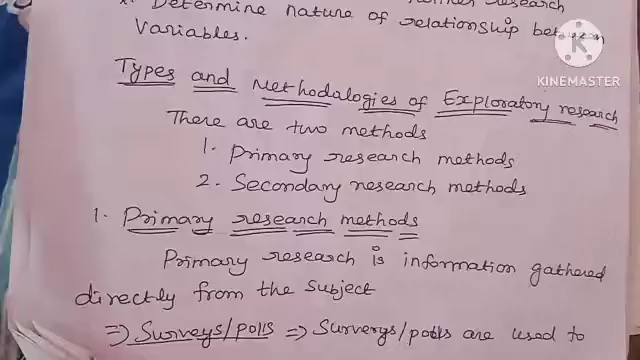 x. Determine nature of relationship between
Variables.
KINEMASTER
Types and Methodalogies of Exploratory research
There are two methods
1. Primary research methods
2. Secondary research methods
1. Primary research methods
Primary research is information gathered
directly from the Subject
⇒ Surveys/polls ⇒ Surverys/polls are used to